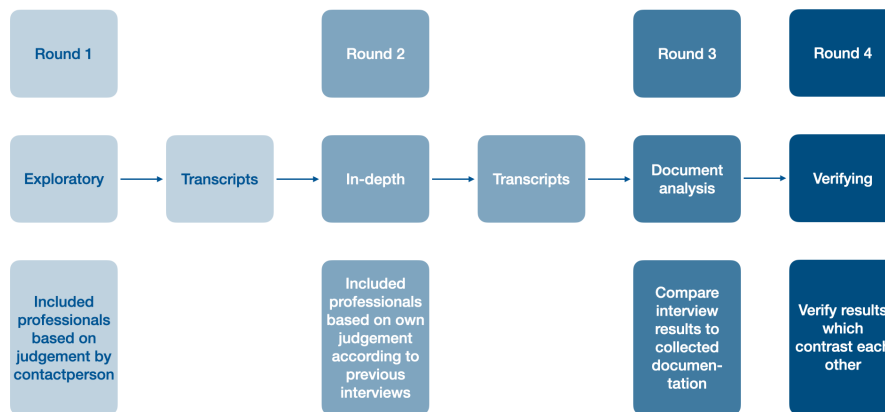 Round 1
Round 2
Round 3
Round 4
Exploratory
Transcripts
In-depth
Transcripts
Document
analysis
Verifying
Included
professionals
based on
judgement by
contactperson
Included
professionals
based on own
judgement
according to
previous
interviews
Compare
interview
results to
collected
documen-
tation
Verify results
which
contrast each
other